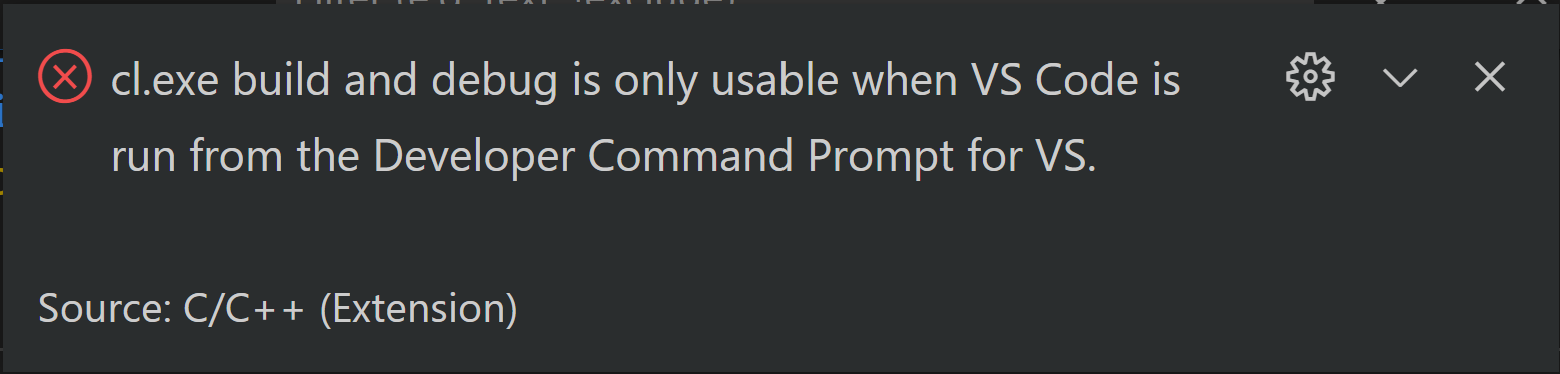 cl.exe build and debug is only usable when VS Code is
run from the Developer Command Prompt for VS.
Source: C/C++ (Extension)